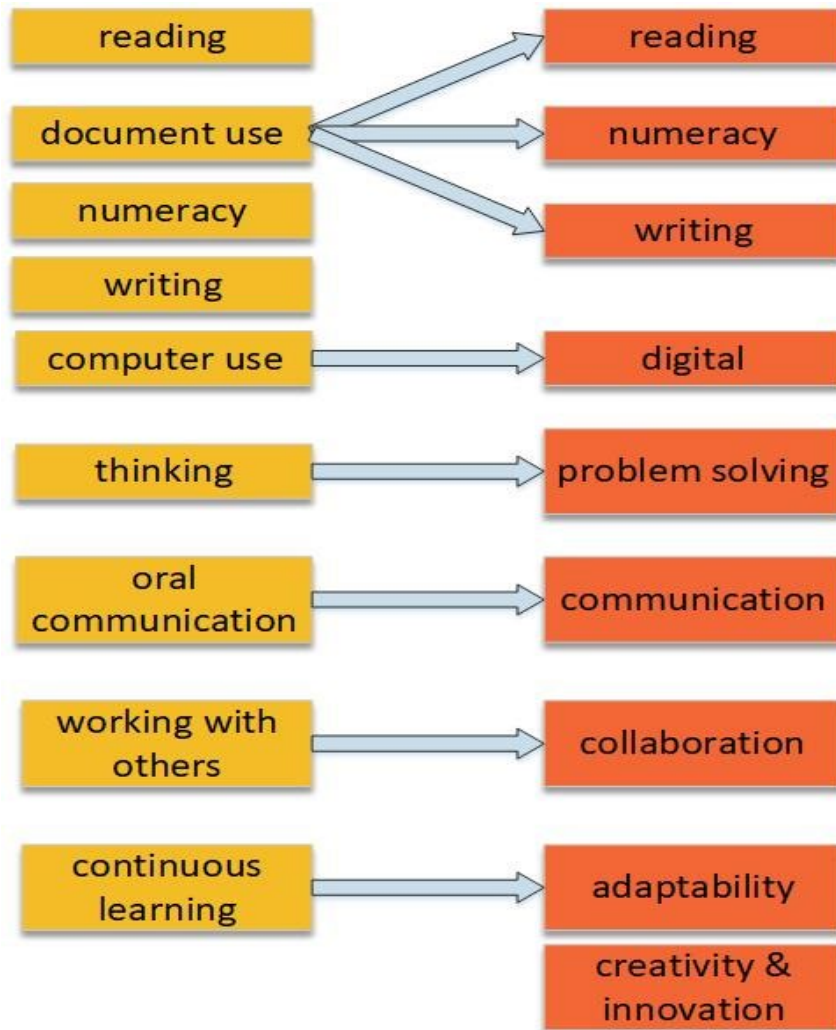 reading
document use
numeracy
writing
computer use
thinking
oral
communication
working with
others
continuous
learning
reading
numeracy
writing
digital
problem solving
communication
collaboration
adaptability
creativity &
innovation